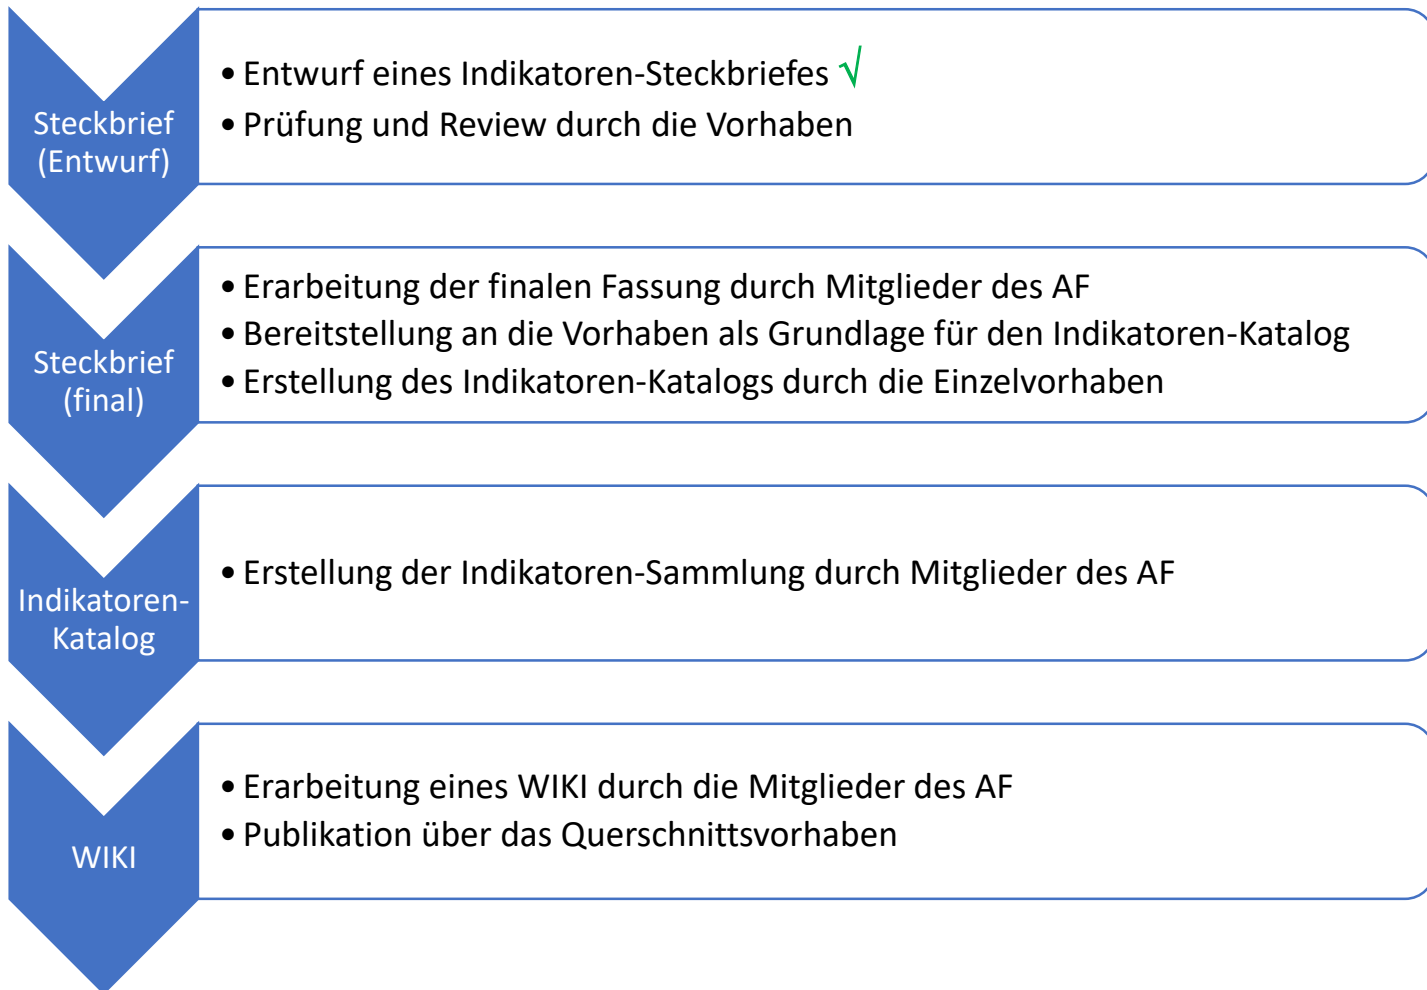 Steckbrief
(Entwurf)
• Entwurf eines Indikatoren-Steckbriefes √
• Prüfung und Review durch die Vorhaben
Steckbrief
(final)
• Erarbeitung der finalen Fassung durch Mitglieder des AF
• Bereitstellung an die Vorhaben als Grundlage für den Indikatoren-Katalog
• Erstellung des Indikatoren-Katalogs durch die Einzelvorhaben
Indikatoren-
Katalog
• Erstellung der Indikatoren-Sammlung durch Mitglieder des AF
WIKI
• Erarbeitung eines WIKI durch die Mitglieder des AF
• Publikation über das Querschnittsvorhaben